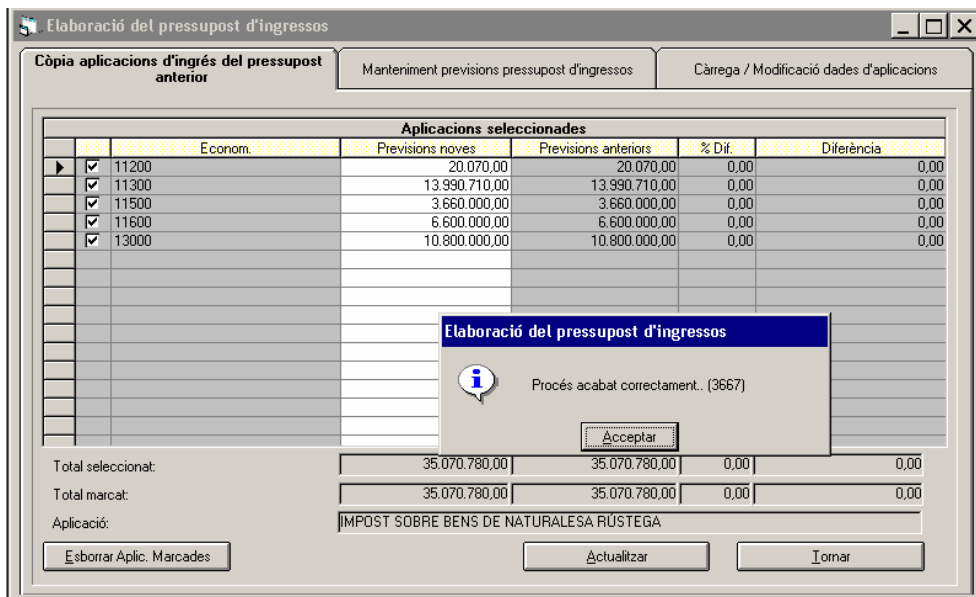 Elaboració del pressupost d'ingressos
Còpia aplicacions d'ingrés del pressupost
anterior
Manteniment previsions pressupost d'ingressos
Càrrega / Modificació dades d'aplicacions
Aplicacions seleccionades
Econom. Previsions noves Previsions anteriors % Dif. Diferència
11200 20.070,00 20.070,00 0,00 0,00
11300 13.990.710,00 13.990.710,00 0,00 0,00
11500 3.660.000,00 3.660.000,00 0,00 0,00
11600 6.600.000,00 6.600.000,00 0,00 0,00
13000 10.800.000,00 10.800.000,00 0,00 0,00
Elaboració del pressupost d'ingressos
Procés acabat correctament.. (3667)
Acceptar
Total seleccionat: 35.070.780,00 35.070.780,00 0,00 0,00
Total marcat: 35.070.780,00 35.070.780,00 0,00 0,00
Aplicació: IMPOST SOBRE BENS DE NATURALESA RÚSTEGA
Esborrar Aplic. Marcades Actualitzar Tornar